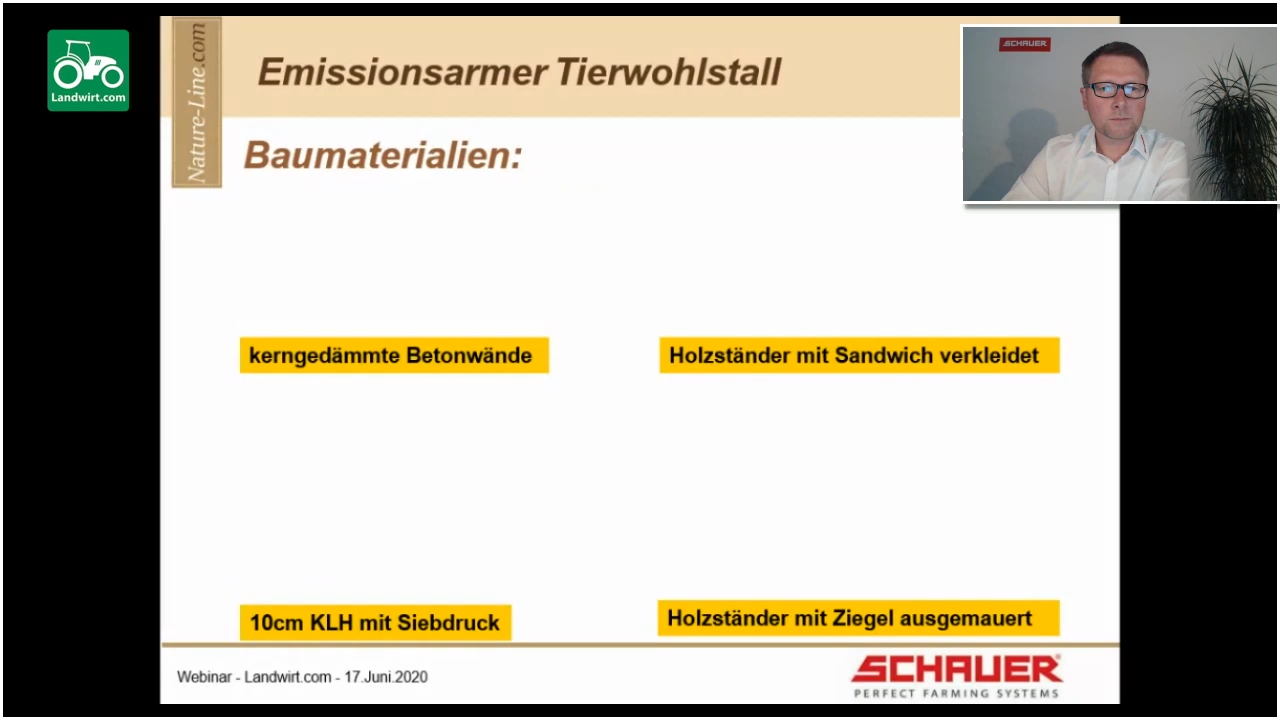 Landwirt.com
Nature-Line.com
Emissionsarmer Tierwohlstall
SCHAUER
Baumaterialien:
kerngedämmte Betonwände
Holzständer mit Sandwich verkleidet
10cm KLH mit Siebdruck
Holzständer mit Ziegel ausgemauert
Webinar - Landwirt.com - 17.Juni.2020
SCHAUER®
PERFECT FARMING SYSTEMS